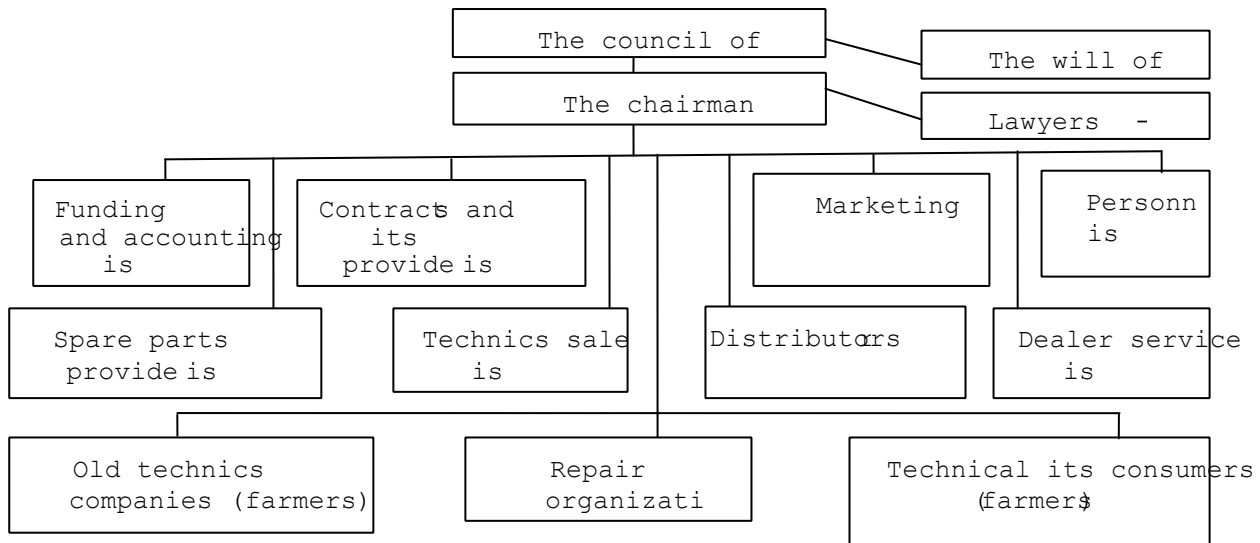 The council of
The will of
The chairman
Lawyers -
Funding
and accounting
is
Contracts and
its
provide is
Marketing
Personn
is
Spare parts
provide is
Technics sale
is
Distributors
Dealer service
is
Old technics
companies (farmers)
Repair
organizati
Technical its consumers
(farmers)